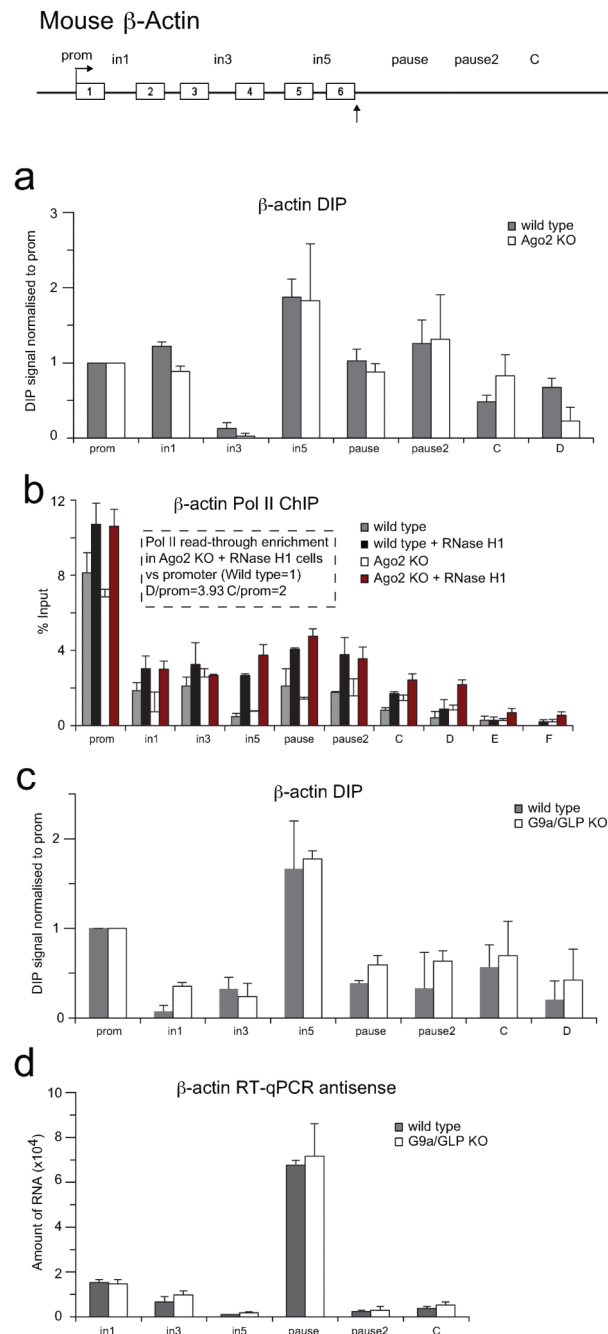 Mouse β-Actin
prom in1 in3 in5 pause pause2 C
1 2 3 4 5 6
a
β-actin DIP
wild type
Ago2 KO
DIP signal normalised to prom
3
2
1
0
prom in1 in3 in5 pause pause2 C D
b
β-actin Pol II ChIP
wild type
wild type + RNase H1
Ago2 KO
Ago2 KO + RNase H1
Pol II read-through enrichment
in Ago2 KO + RNase H1 cells
vs promoter (Wild type=1)
D/prom=3.93 C/prom=2
% Input
12
8
4
0
prom in1 in3 in5 pause pause2 C D E F
c
β-actin DIP
wild type
G9a/GLP KO
DIP signal normalised to prom
2
1
0
prom in1 in3 in5 pause pause2 C D
d
β-actin RT-qPCR antisense
wild type
G9a/GLP KO
Amount of RNA (x10⁴)
10
8
6
4
2
0
in1 in3 in5 pause pause2 C